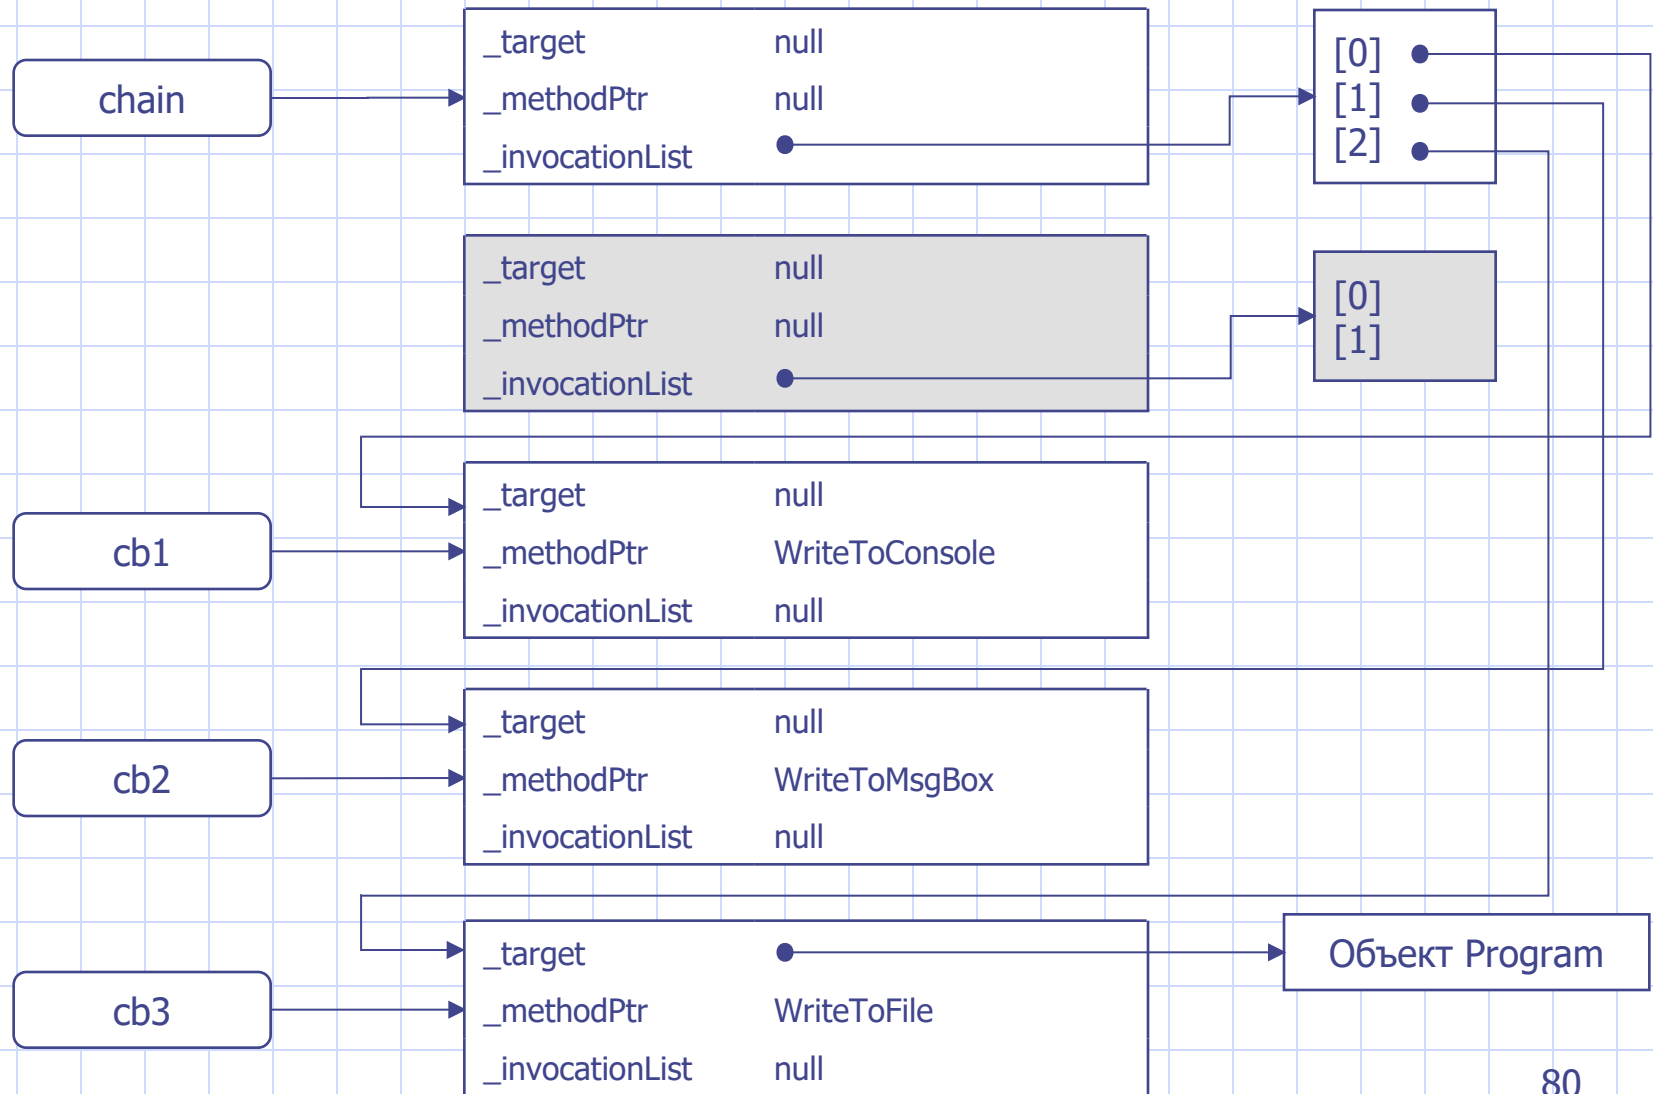 _target null
[0]
chain
_methodPtr null
[1]
_invocationList
[2]
_target null
[0]
_methodPtr null
[1]
_invocationList
_target null
cb1
_methodPtr WriteToConsole
_invocationList null
_target null
cb2
_methodPtr WriteToMsgBox
_invocationList null
_target
Объект Program
cb3
_methodPtr WriteToFile
_invocationList null
80